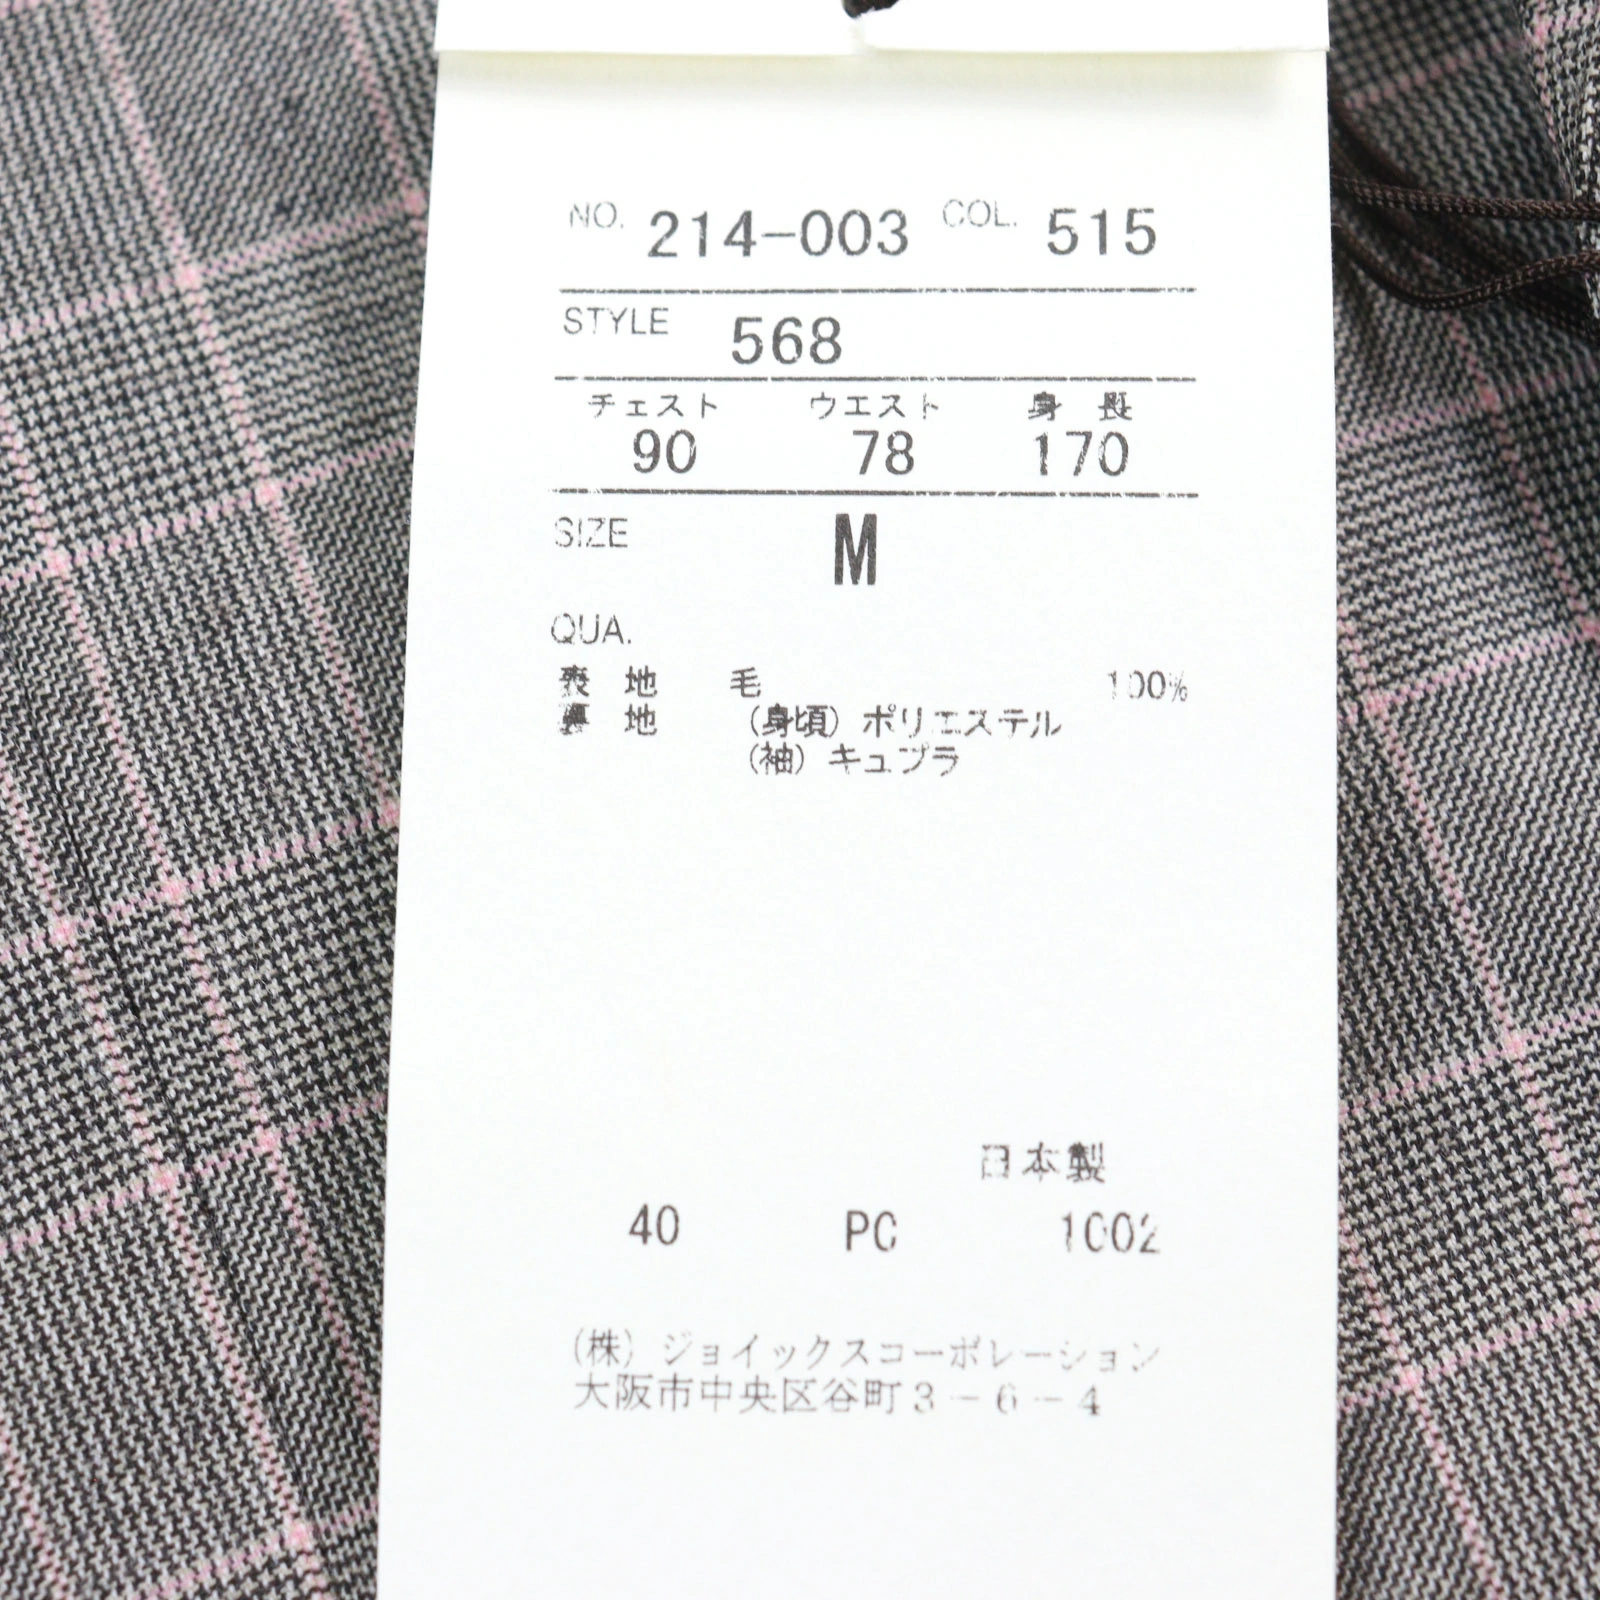 NO. 214-003 COL. 515
STYLE 568
チェスト ウエスト 身 長
90 78 170
SIZE M
QUA.
表 地 毛 100%
裏 地 (身頃) ポリエステル
(袖) キュプラ
日本製
40 PC 1002
(株) ジョイックスコーポレーション
大阪市中央区谷町3-6-4